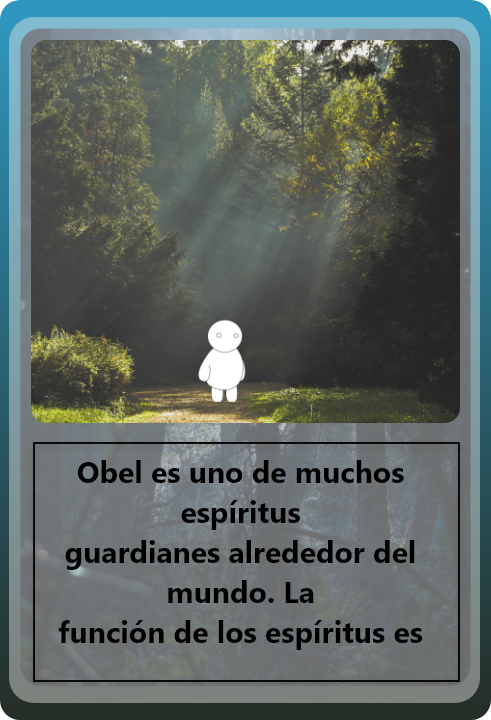 Obel es uno de muchos
espíritus
guardianes alrededor del
mundo. La
función de los espíritus es